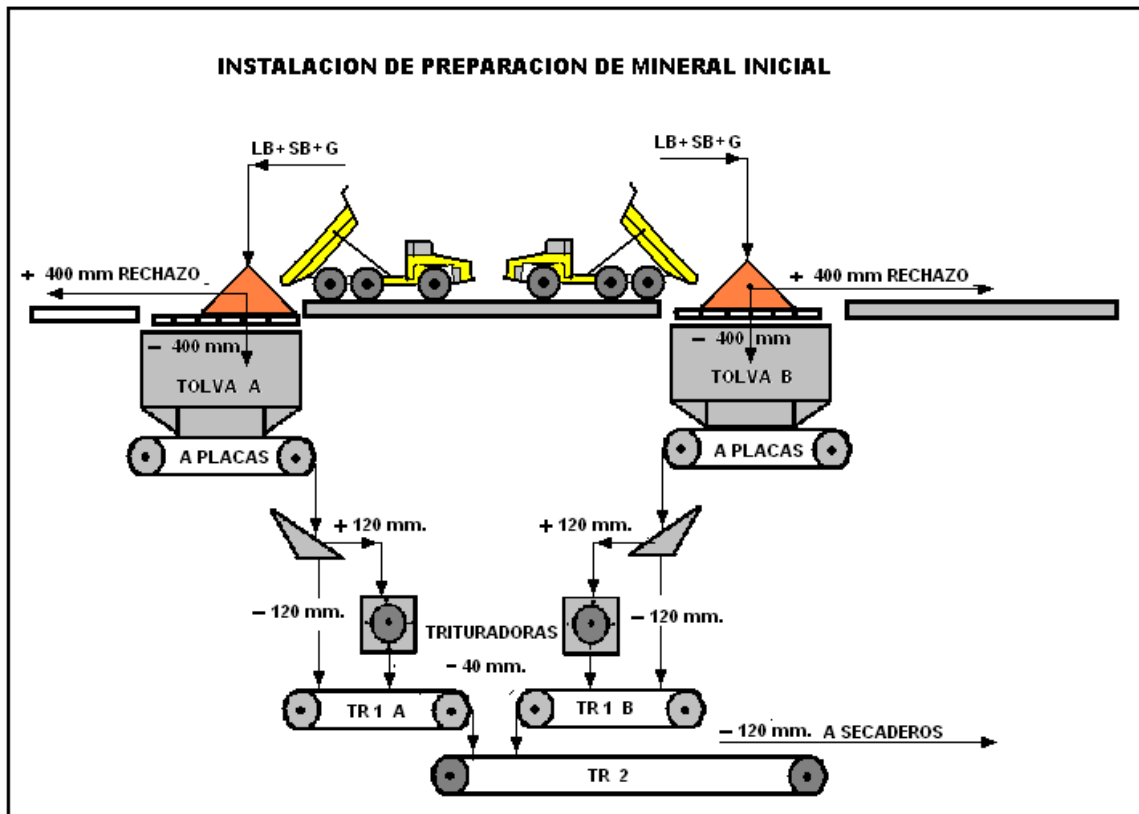 INSTALACION DE PREPARACION DE MINERAL INICIAL
LB+SB+G
LB+SB+G
+ 400 mm RECHAZO
+ 400 mm RECHAZO
– 400 mm.
– 400 mm.
TOLVA A
TOLVA B
A PLACAS
A PLACAS
+ 120 mm.
+ 120 mm.
– 120 mm.
– 120 mm.
TRITURADORAS
– 40 mm.
TR 1 A
TR 1 B
– 120 mm. A SECADEROS
TR 2